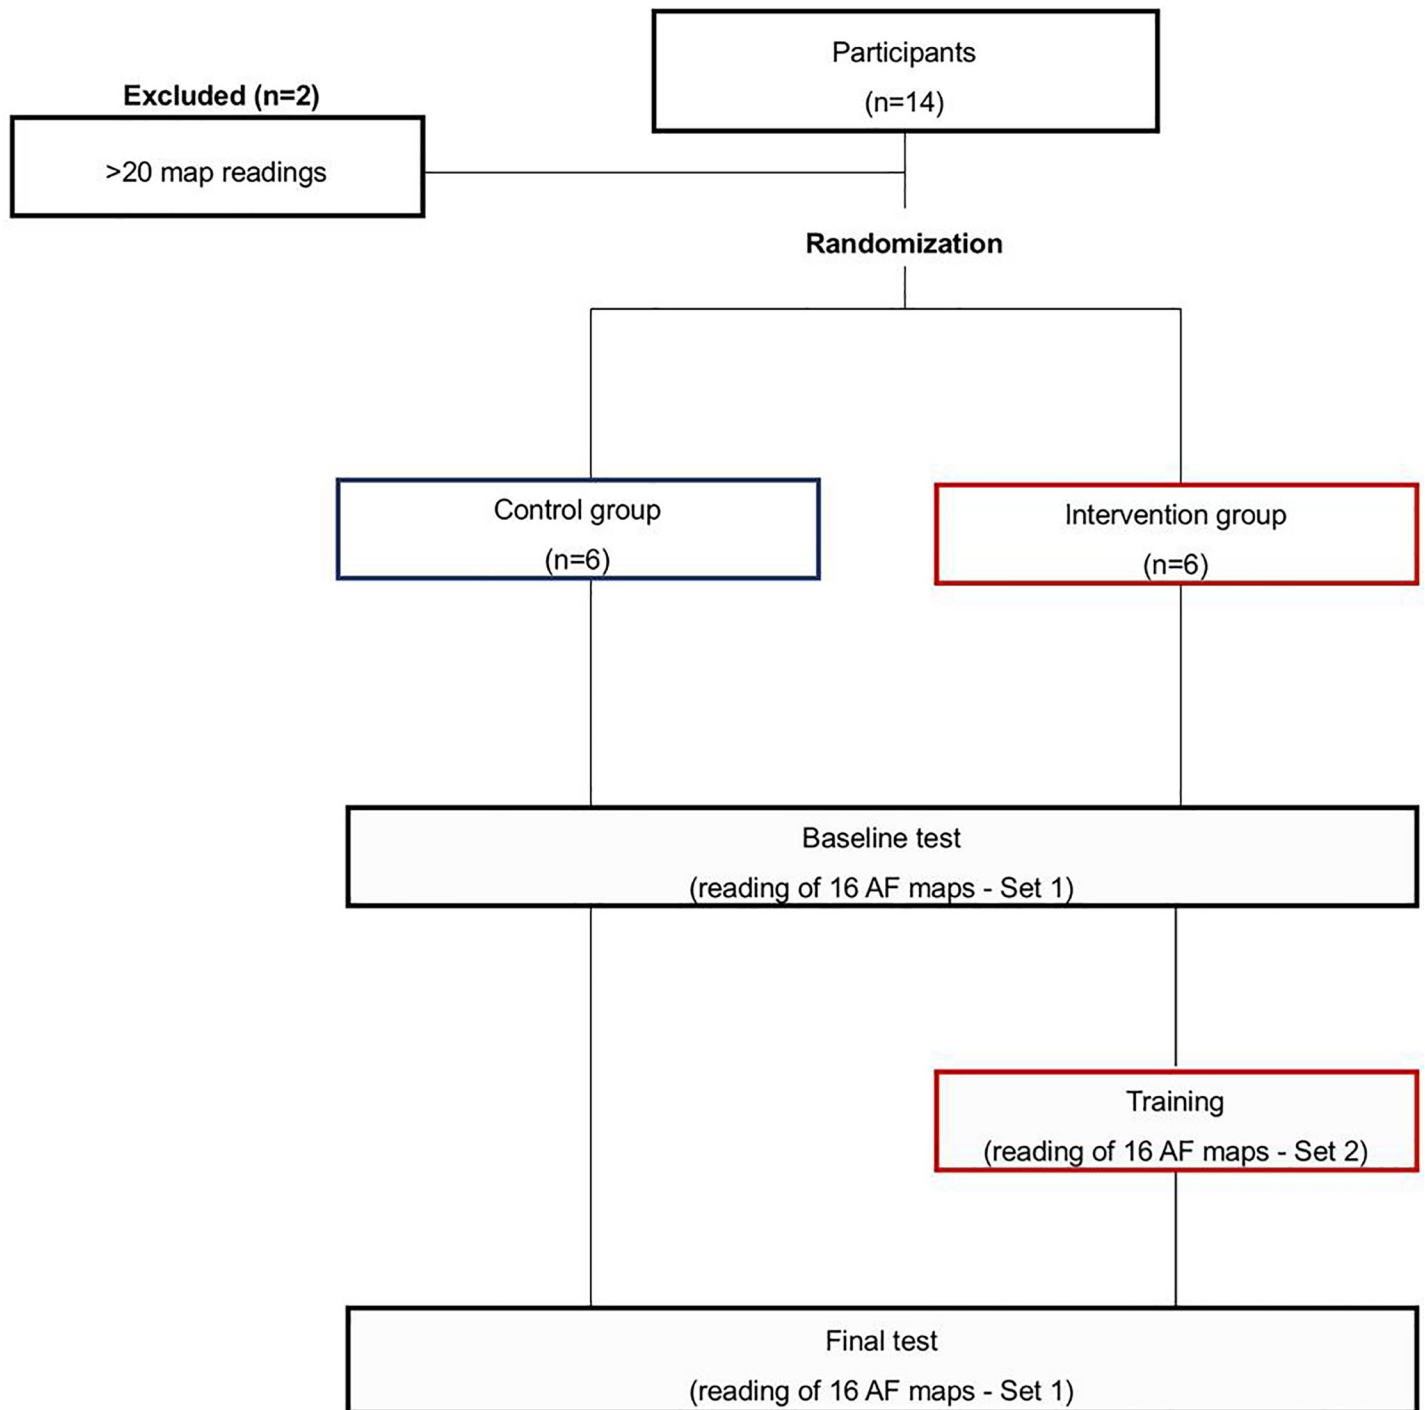 Participants
(n=14)
Excluded (n=2)
>20 map readings
Randomization
Control group
(n=6)
Intervention group
(n=6)
Baseline test
(reading of 16 AF maps - Set 1)
Training
(reading of 16 AF maps - Set 2)
Final test
(reading of 16 AF maps - Set 1)